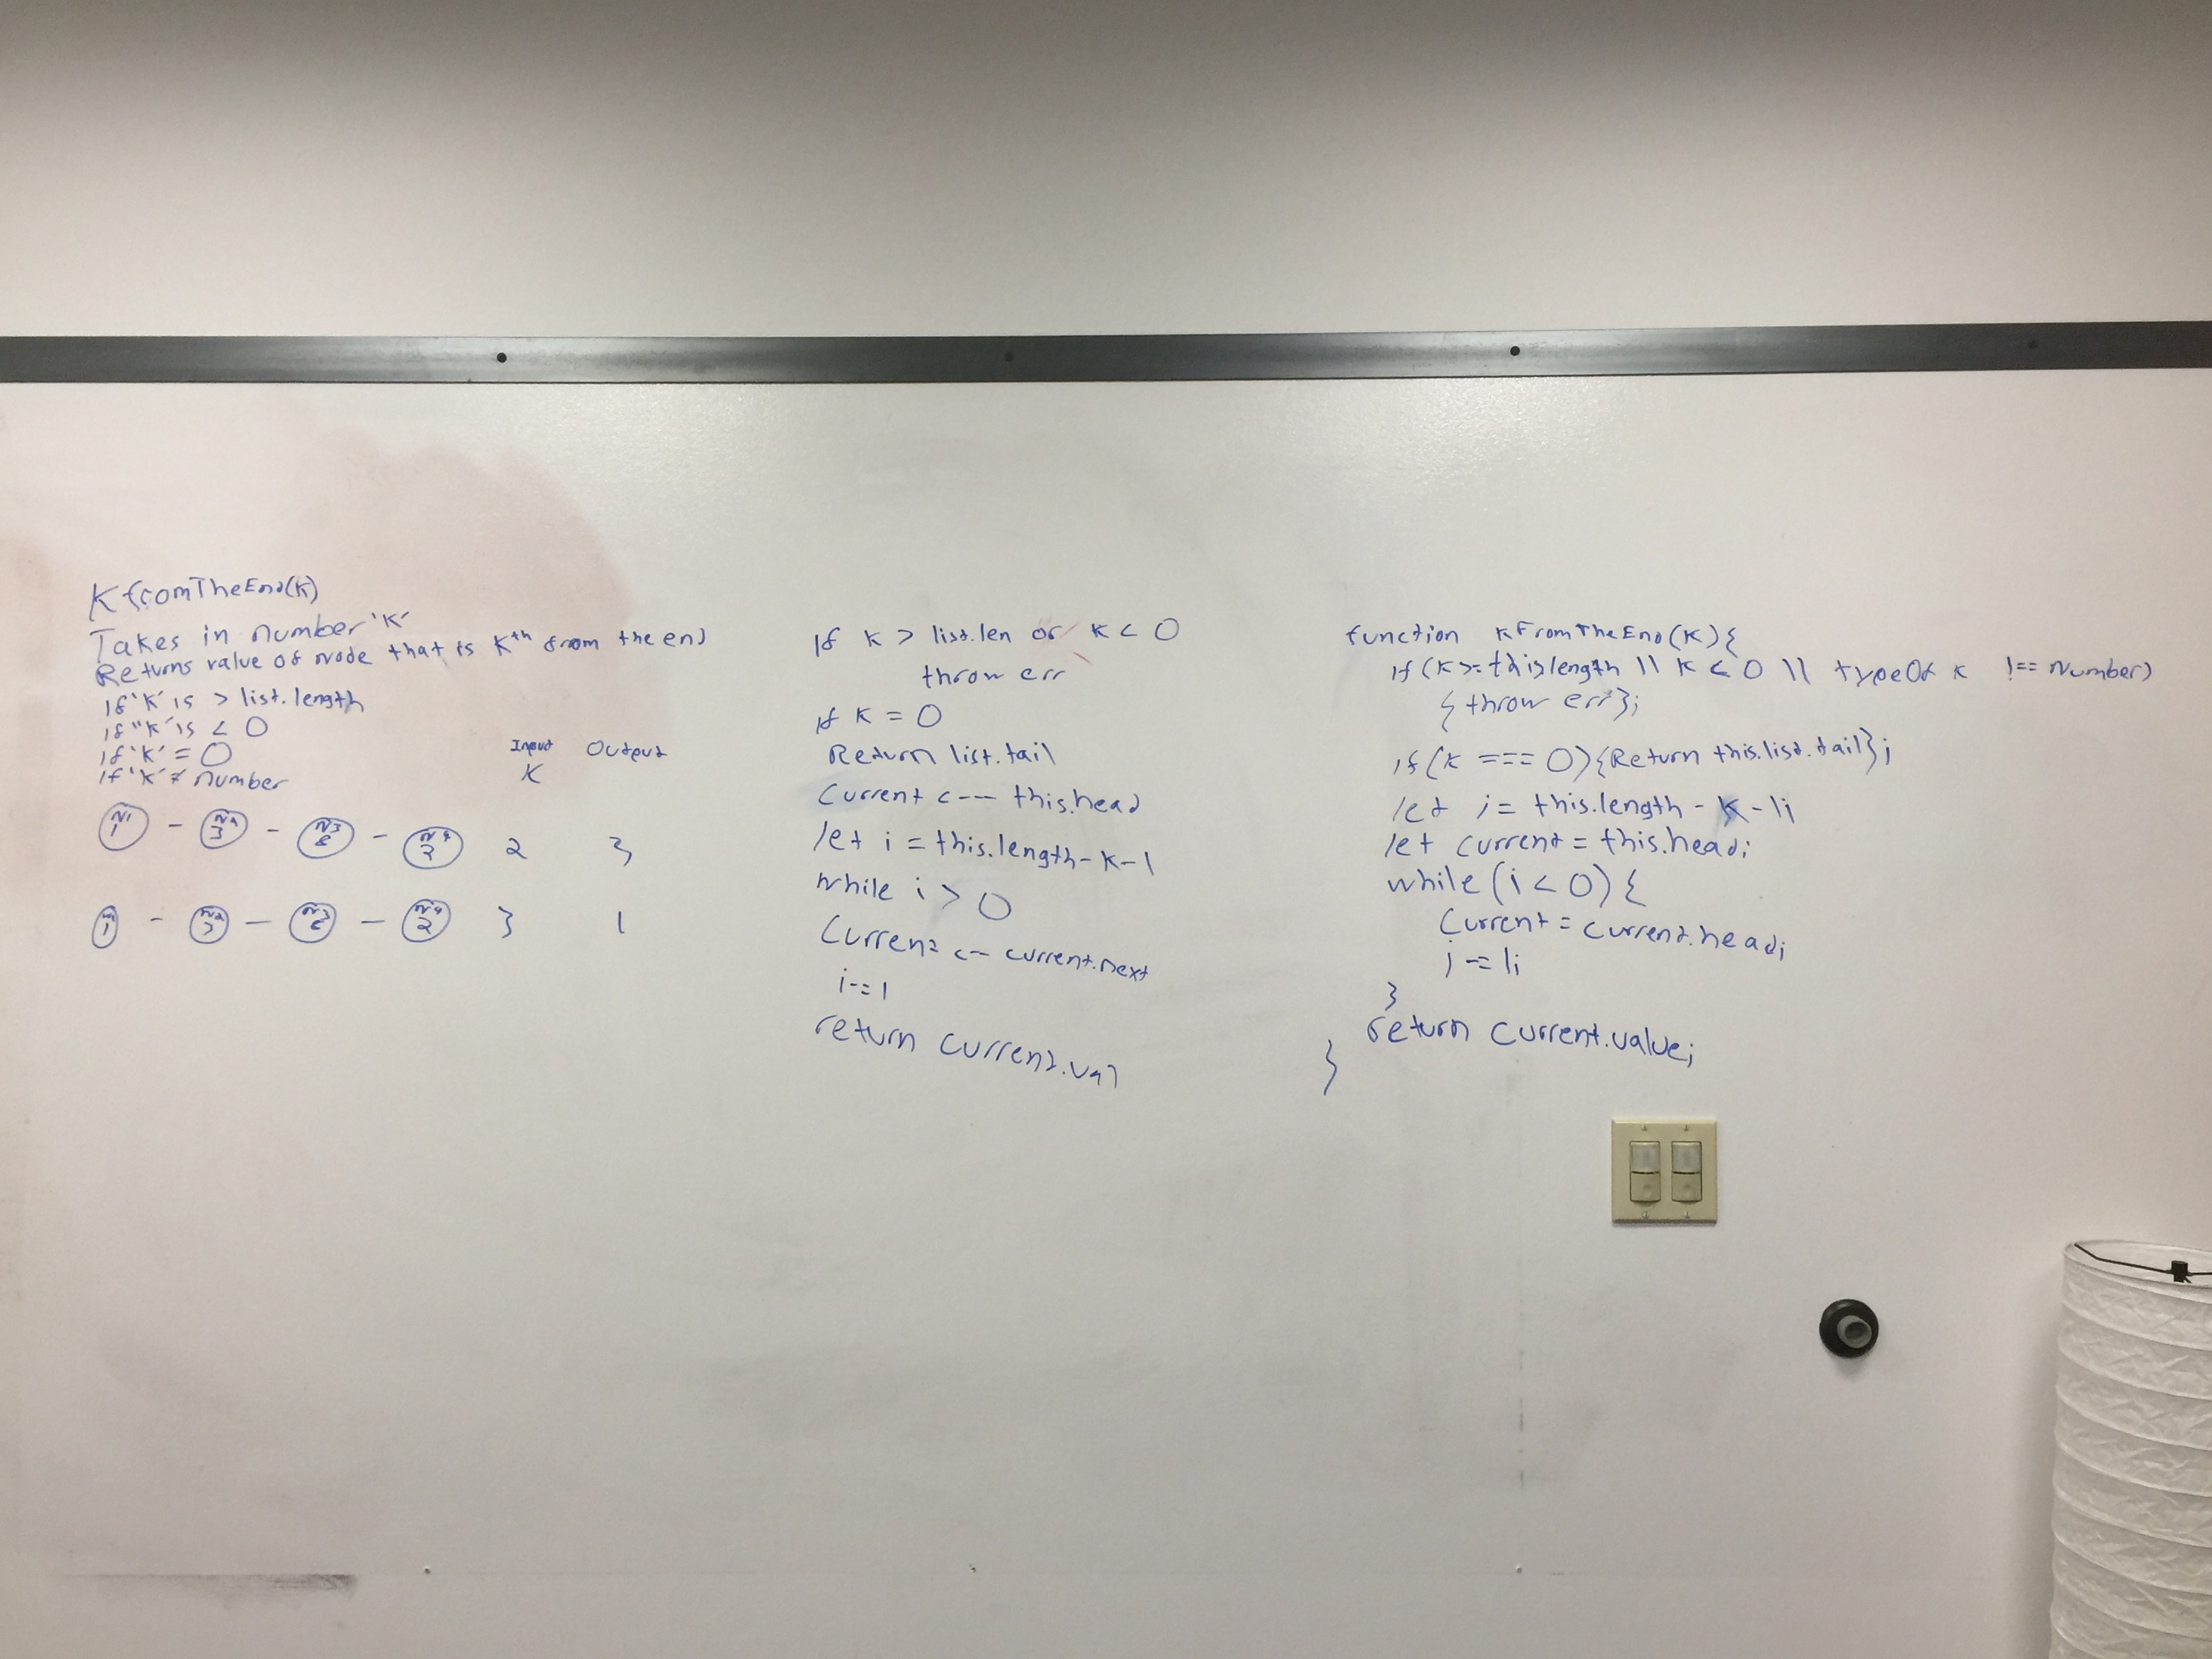 KfromTheEnd(K)
Takes in number 'K'
Returns value of node that is Kth from the end
If 'K' is > list.length
If "K' is < 0
If 'K' = 0
If 'K' ≠ number
Input Output
K
N1 N2 N3 N4
1 - 3 - 8 - 2 2 3
N1 N2 N3 N4
1 - 3 - 8 - 2 3 1
If K > list.len or K < 0
throw err
If K = 0
Return list.tail
Current <-- this.head
let i = this.length-K-1
While i > 0
Current <- current.next
i-=1
return current.val
function KFromTheEnd(K){
if (K >= this.length || K < 0 || typeOf K !== Number)
{ throw err};
if (K === 0){Return this.list.tail};
let i = this.length - K - 1;
let current = this.head;
while (i < 0) {
Current = current.head;
i -= 1;
}
return current.value;
}